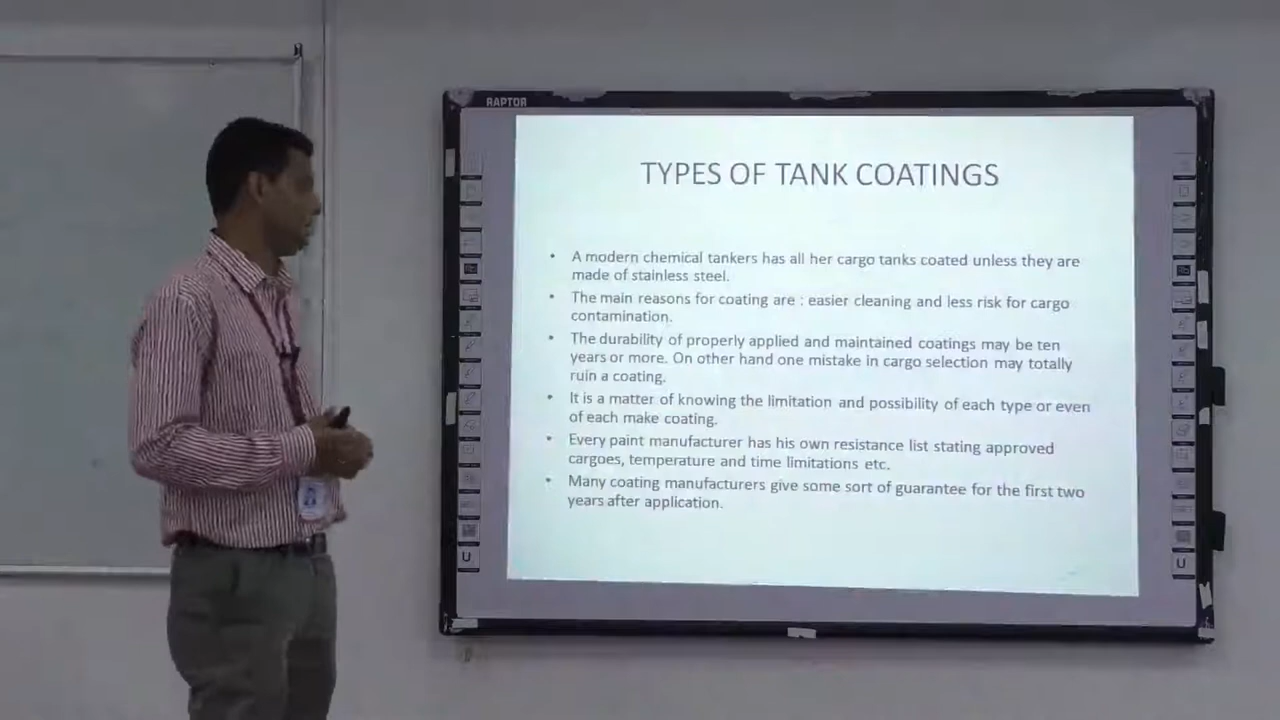 RAPTOR
TYPES OF TANK COATINGS
• A modern chemical tankers has all her cargo tanks coated unless they are
made of stainless steel.
• The main reasons for coating are : easier cleaning and less risk for cargo
contamination.
• The durability of properly applied and maintained coatings may be ten
years or more. On other hand one mistake in cargo selection may totally
ruin a coating.
• It is a matter of knowing the limitation and possibility of each type or even
of each make coating.
• Every paint manufacturer has his own resistance list stating approved
cargoes, temperature and time limitations etc.
• Many coating manufacturers give some sort of guarantee for the first two
years after application.
U
U